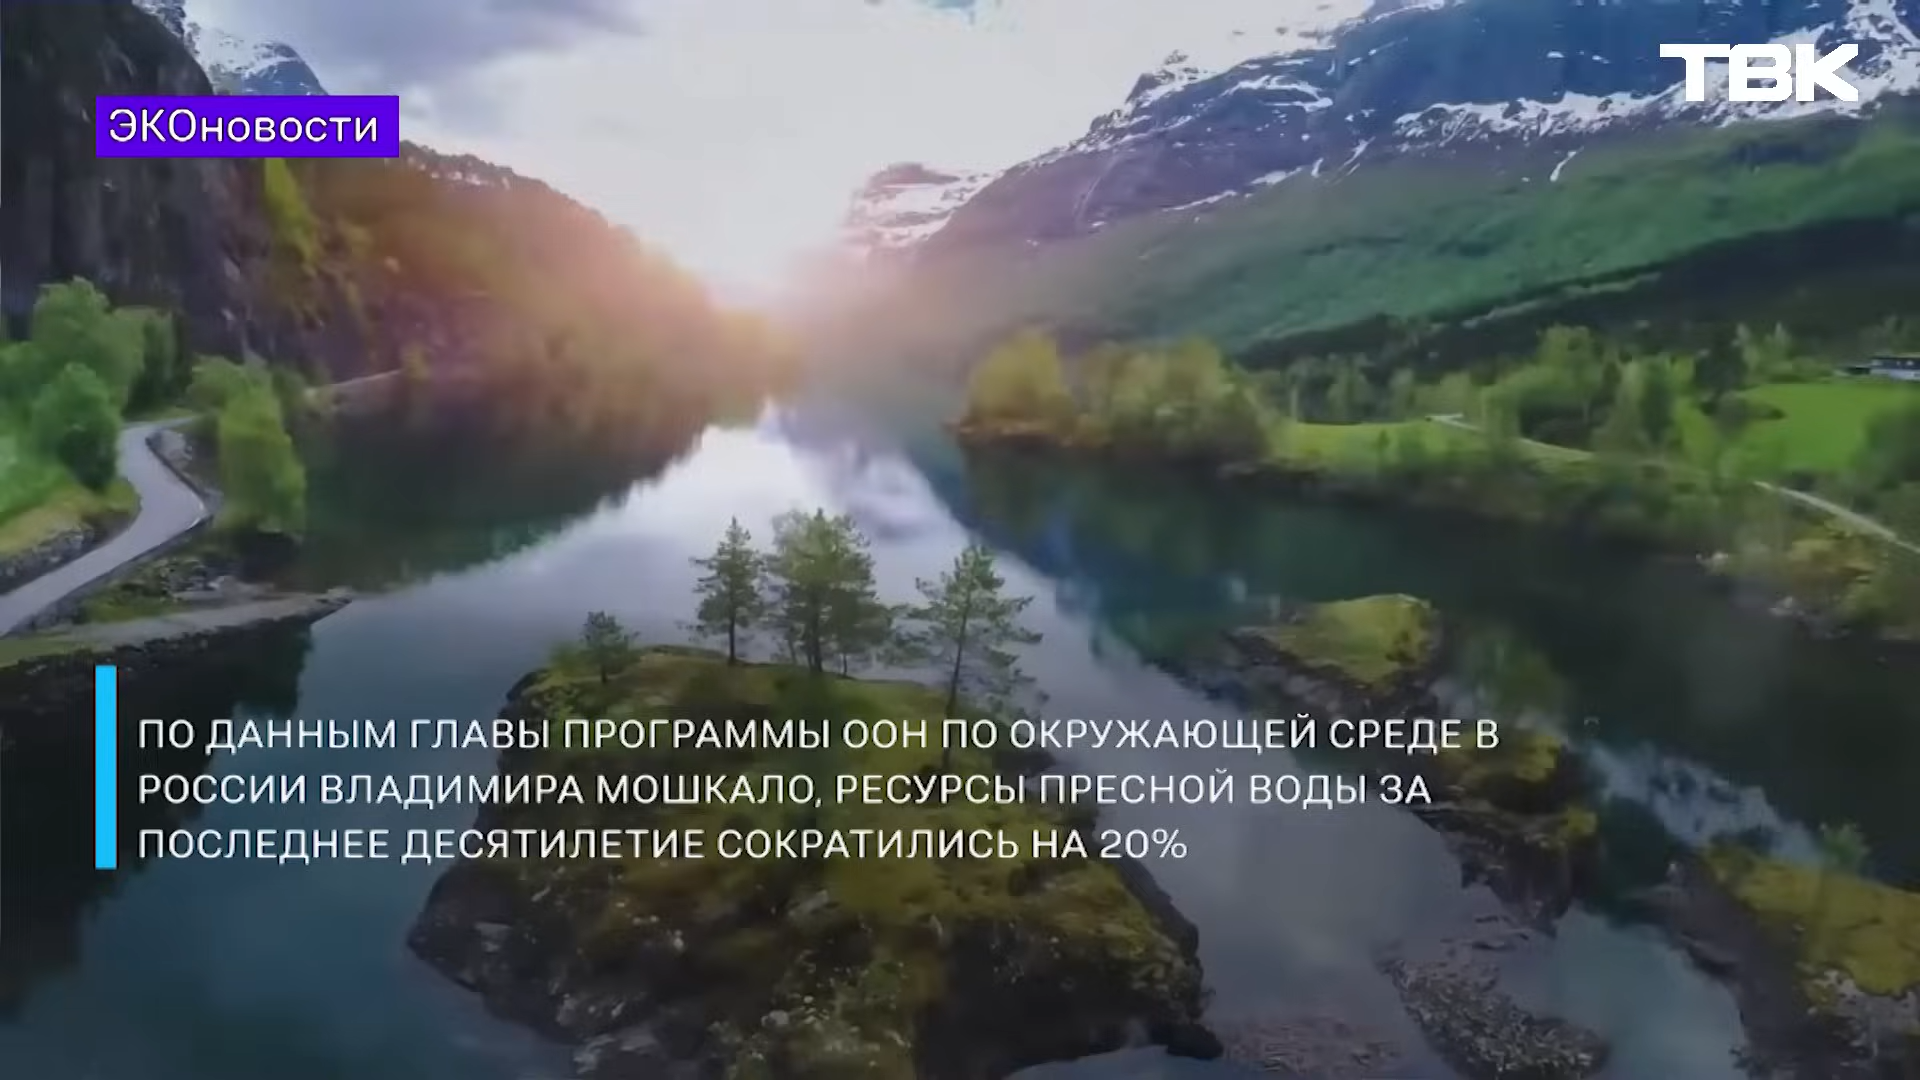 ТВК
ЭКОновости
ПО ДАННЫМ ГЛАВЫ ПРОГРАММЫ ООН ПО ОКРУЖАЮЩЕЙ СРЕДЕ В
РОССИИ ВЛАДИМИРА МОШКАЛО, РЕСУРСЫ ПРЕСНОЙ ВОДЫ ЗА
ПОСЛЕДНЕЕ ДЕСЯТИЛЕТИЕ СОКРАТИЛИСЬ НА 20%